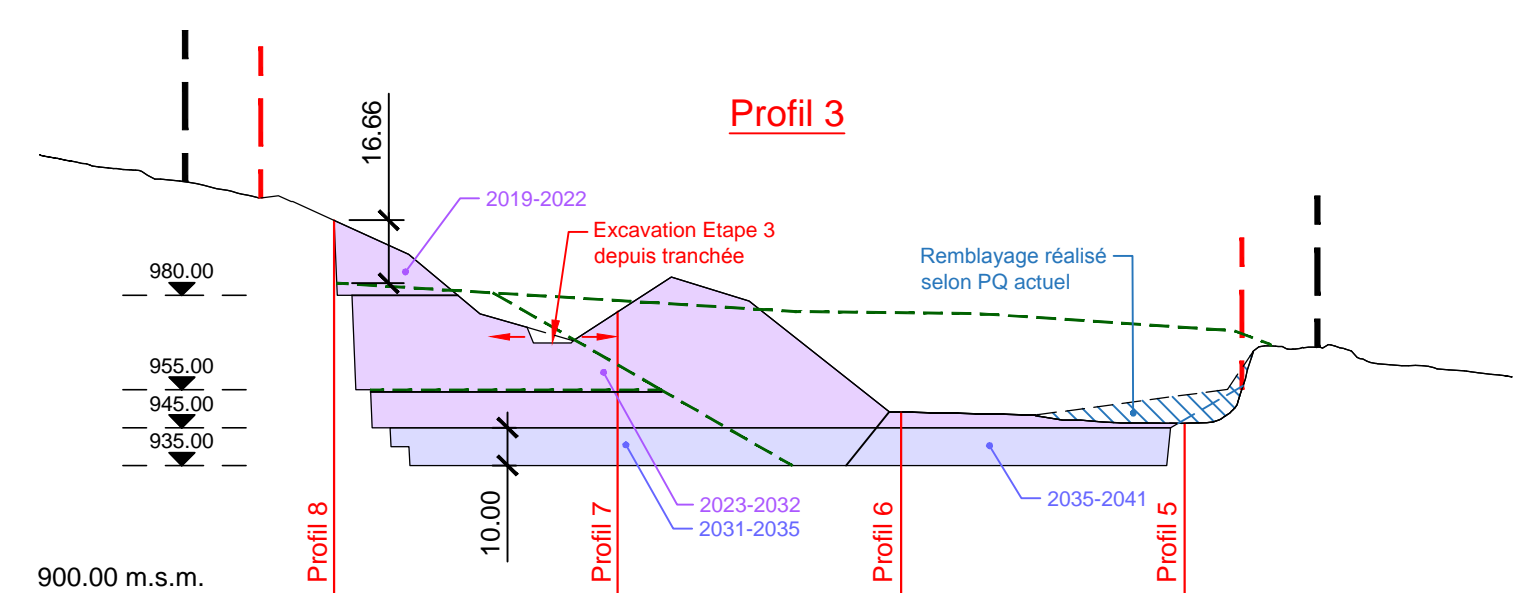 Profil 3
16.66
2019-2022
Excavation Etape 3
depuis tranchée
Remblayage réalisé
selon PQ actuel
980.00
955.00
945.00
935.00
2023-2032
2031-2035
2035-2041
10.00
Profil 8
Profil 7
Profil 6
Profil 5
900.00 m.s.m.